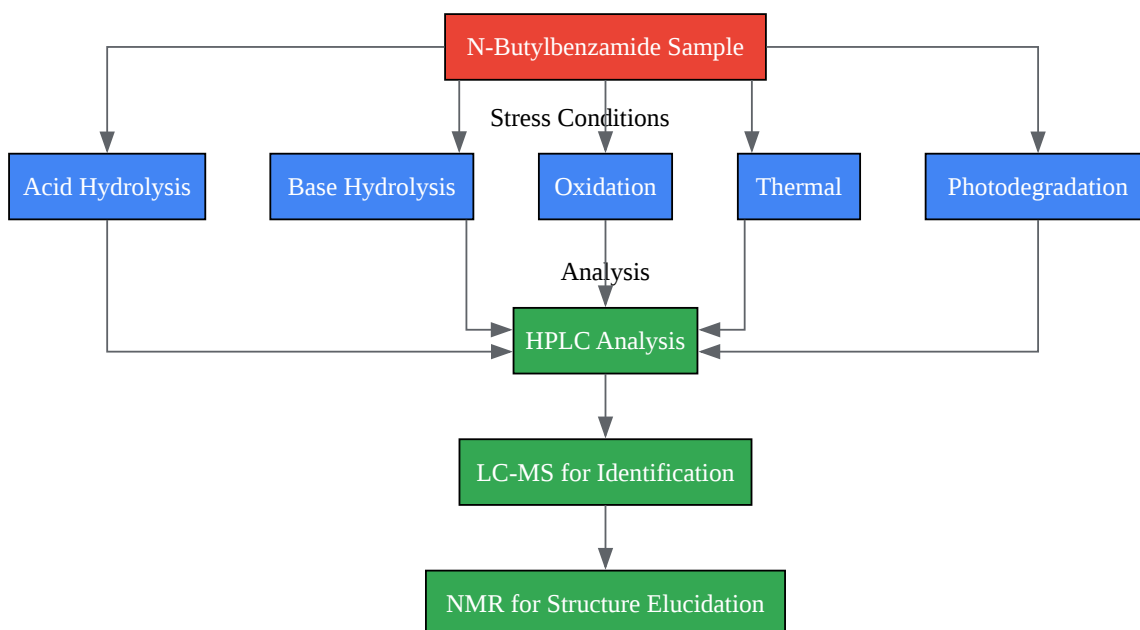 N-Butylbenzamide Sample
Stress Conditions
Acid Hydrolysis
Base Hydrolysis
Oxidation
Thermal
Photodegradation
Analysis
HPLC Analysis
LC-MS for Identification
NMR for Structure Elucidation